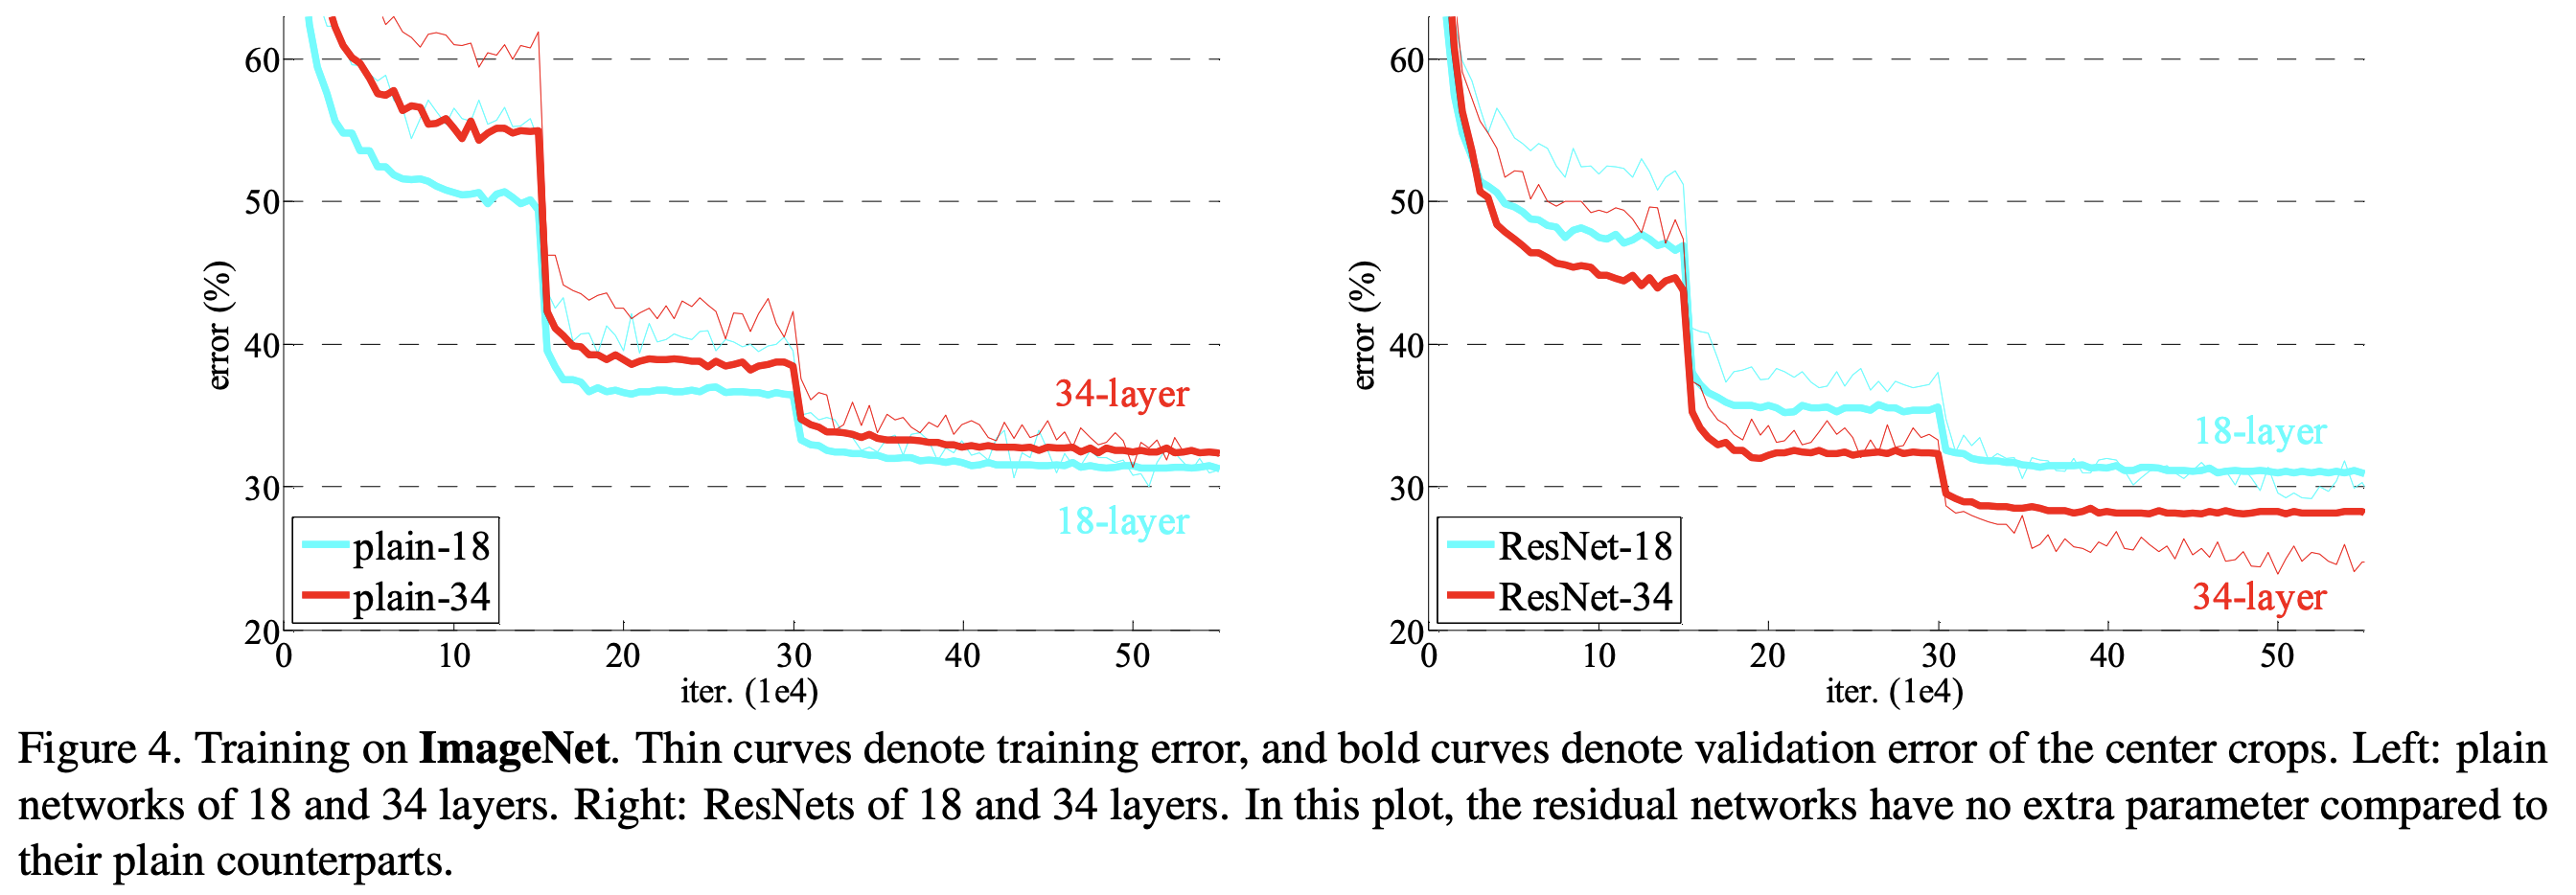 60
50
40
30
20
error (%)
0 10 20 30 40 50
iter. (1e4)
34-layer
18-layer
plain-18
plain-34
60
50
40
30
20
error (%)
0 10 20 30 40 50
iter. (1e4)
18-layer
34-layer
ResNet-18
ResNet-34
Figure 4. Training on ImageNet. Thin curves denote training error, and bold curves denote validation error of the center crops. Left: plain
networks of 18 and 34 layers. Right: ResNets of 18 and 34 layers. In this plot, the residual networks have no extra parameter compared to
their plain counterparts.